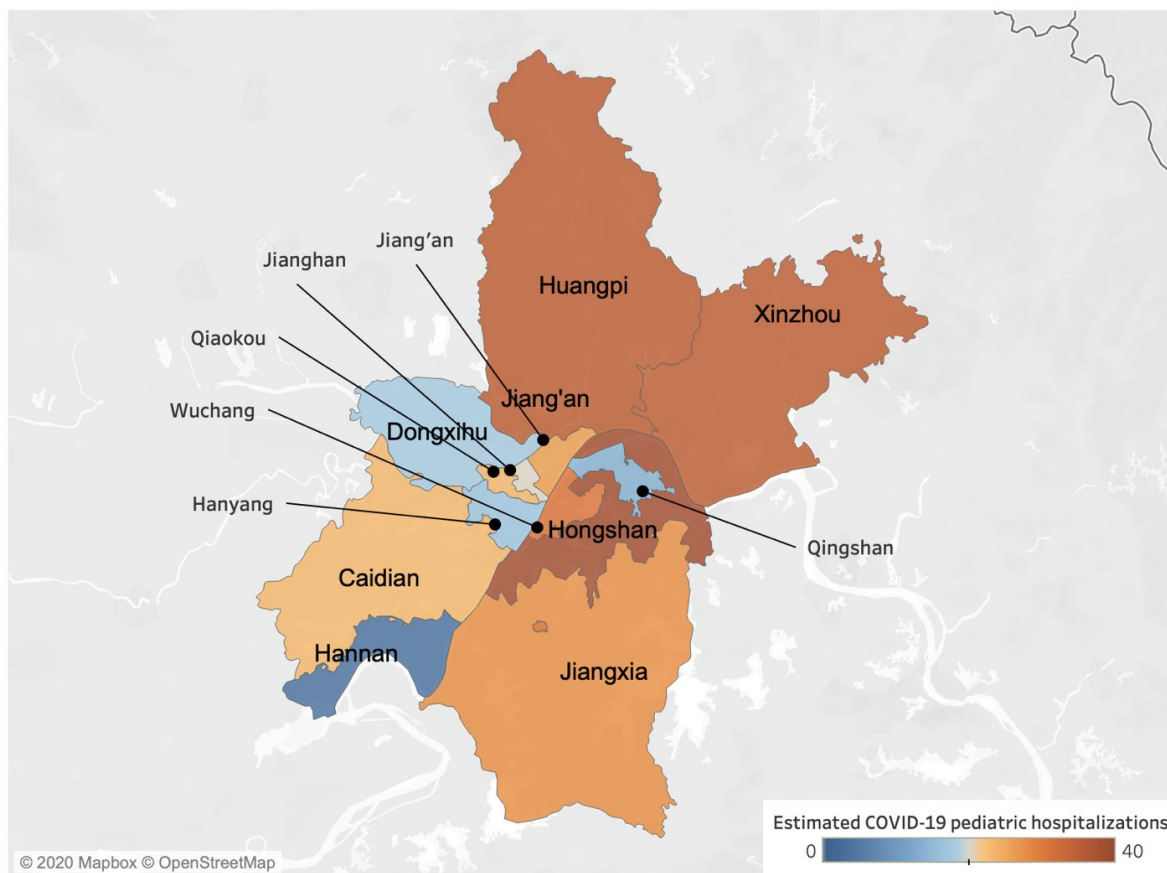 Jiang’an
Jianghan
Huangpi
Xinzhou
Qiaokou
Jiang'an
Wuchang
Dongxihu
Hanyang
Hongshan
Qingshan
Caidian
Hannan
Jiangxia
Estimated COVID-19 pediatric hospitalizations
0 40
© 2020 Mapbox © OpenStreetMap